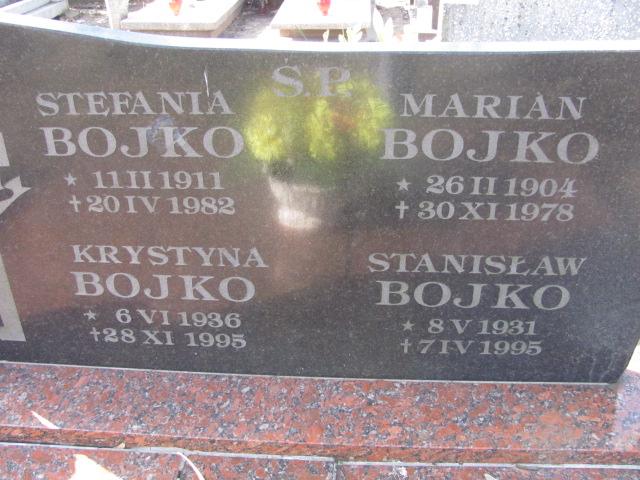 Ś.P.
STEFANIA
BOJKO
* 11 II 1911
† 20 IV 1982
MARIAN
BOJKO
* 26 II 1904
† 30 XI 1978
KRYSTYNA
BOJKO
* 6 VI 1936
† 28 XI 1995
STANISŁAW
BOJKO
* 8 V 1931
† 7 IV 1995